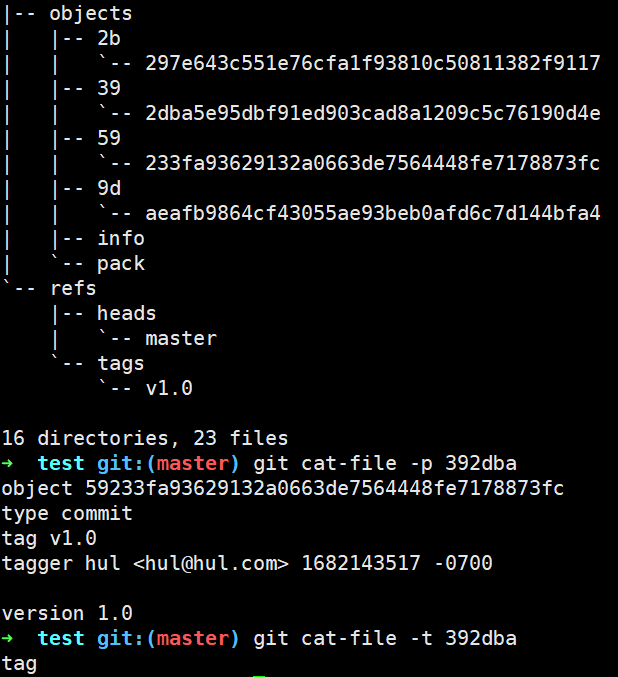 |-- objects
|   |-- 2b
|   |   `-- 297e643c551e76cfa1f93810c50811382f9117
|   |-- 39
|   |   `-- 2dba5e95dbf91ed903cad8a1209c5c76190d4e
|   |-- 59
|   |   `-- 233fa93629132a0663de7564448fe7178873fc
|   |-- 9d
|   |   `-- aeafb9864cf43055ae93beb0afd6c7d144bfa4
|   |-- info
|   `-- pack
`-- refs
    |-- heads
    |   `-- master
    `-- tags
        `-- v1.0

16 directories, 23 files
➜  test git:(master) git cat-file -p 392dba
object 59233fa93629132a0663de7564448fe7178873fc
type commit
tag v1.0
tagger hul <hul@hul.com> 1682143517 -0700

version 1.0
➜  test git:(master) git cat-file -t 392dba
tag